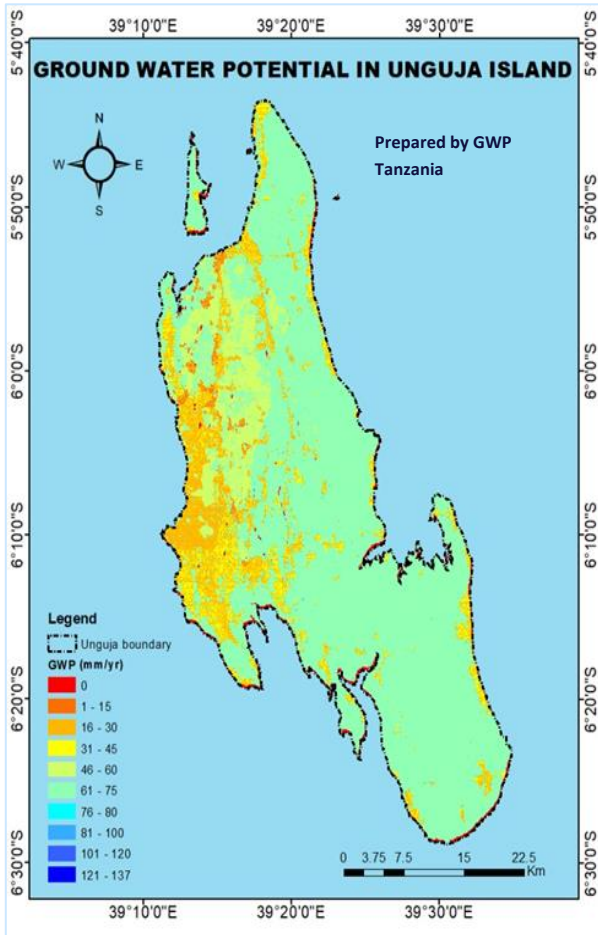 39°10'0"E 39°20'0"E 39°30'0"E
5°40'0"S 5°40'0"S
GROUND WATER POTENTIAL IN UNGUJA ISLAND
N
W E
S
Prepared by GWP
Tanzania
5°50'0"S 5°50'0"S
6°0'0"S 6°0'0"S
6°10'0"S 6°10'0"S
Legend
Unguja boundary
GWP (mm/yr)
0
1 - 15
16 - 30
31 - 45
46 - 60
61 - 75
76 - 80
81 - 100
101 - 120
121 - 137
6°20'0"S 6°20'0"S
0 3.75 7.5 15 22.5
Km
6°30'0"S 6°30'0"S
39°10'0"E 39°20'0"E 39°30'0"E